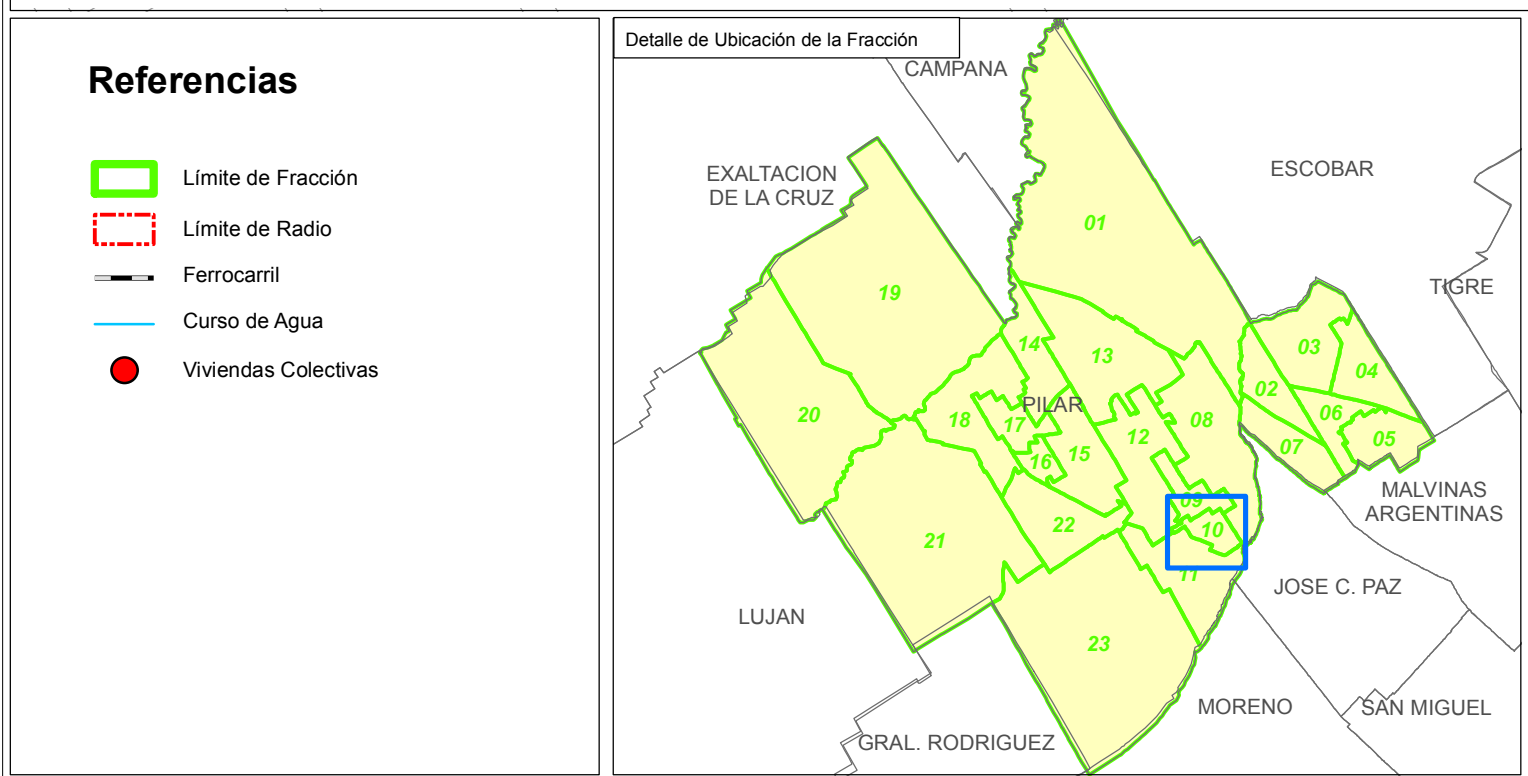 Referencias
Límite de Fracción
Límite de Radio
Ferrocarril
Curso de Agua
Viviendas Colectivas
Detalle de Ubicación de la Fracción
CAMPANA
EXALTACION
DE LA CRUZ
ESCOBAR
TIGRE
01
19
14
13
03
04
02
20
18
17
PILAR
12
08
06
05
07
16
15
MALVINAS
ARGENTINAS
09
10
22
21
11
JOSE C. PAZ
LUJAN
23
MORENO
SAN MIGUEL
GRAL. RODRIGUEZ